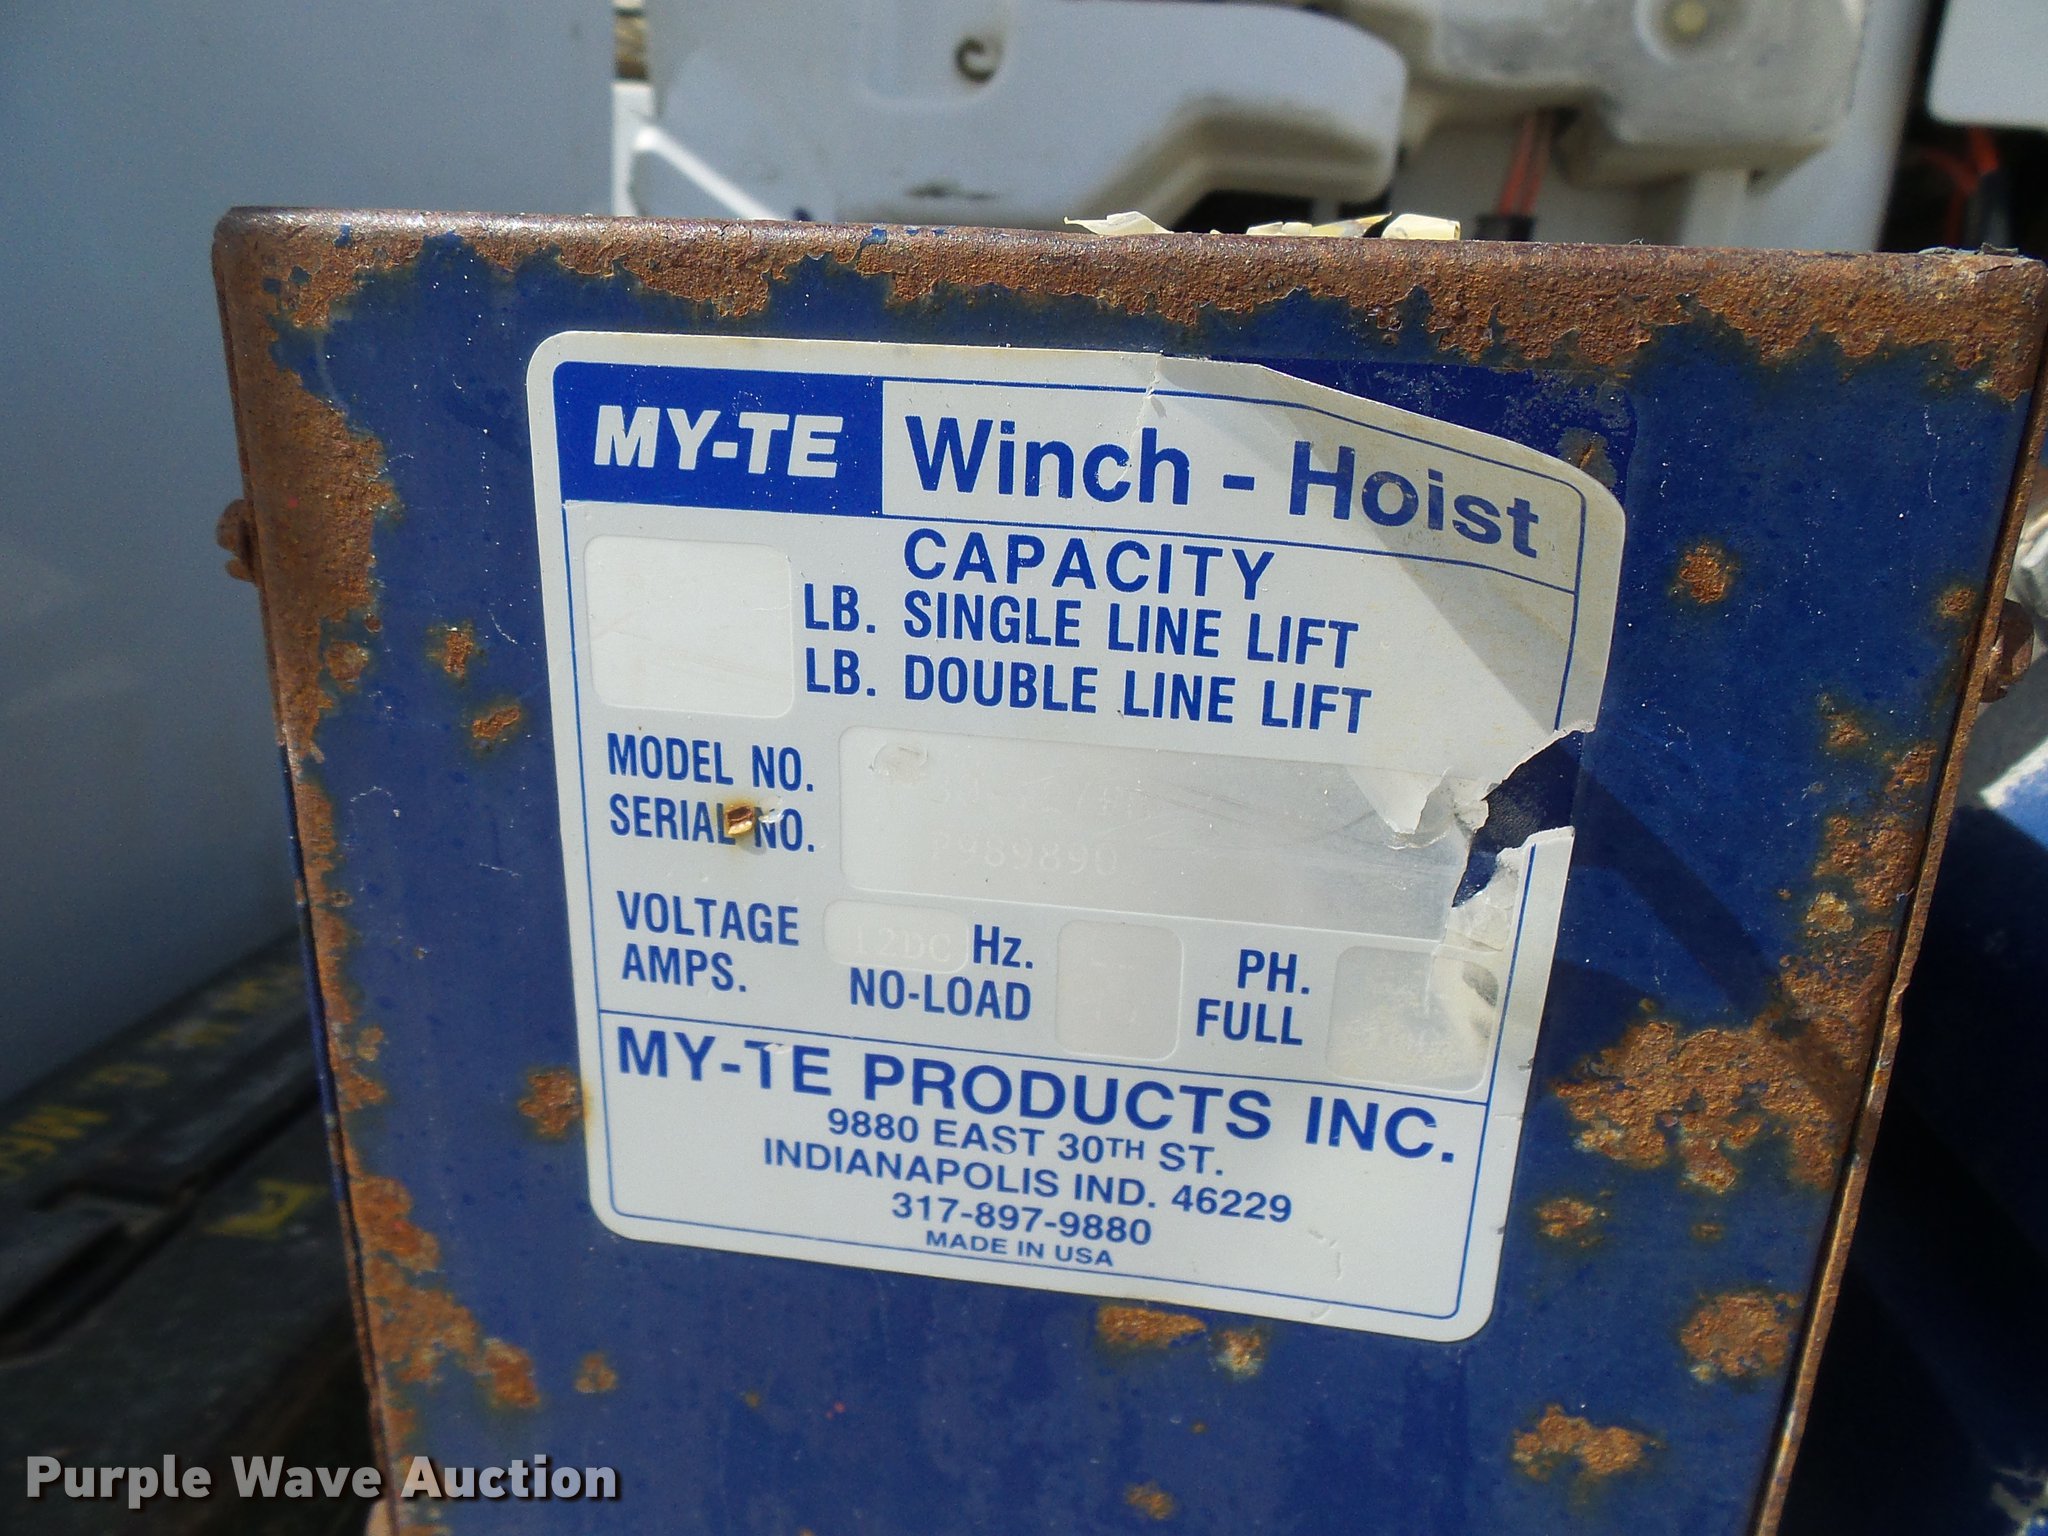 MY-TE Winch - Hoist
CAPACITY
LB. SINGLE LINE LIFT
LB. DOUBLE LINE LIFT
MODEL NO.
SERIAL NO.
VOLTAGE 12DC Hz. PH.
AMPS. NO-LOAD FULL
MY-TE PRODUCTS INC.
9880 EAST 30TH ST.
INDIANAPOLIS IND. 46229
317-897-9880
MADE IN USA
Purple Wave Auction